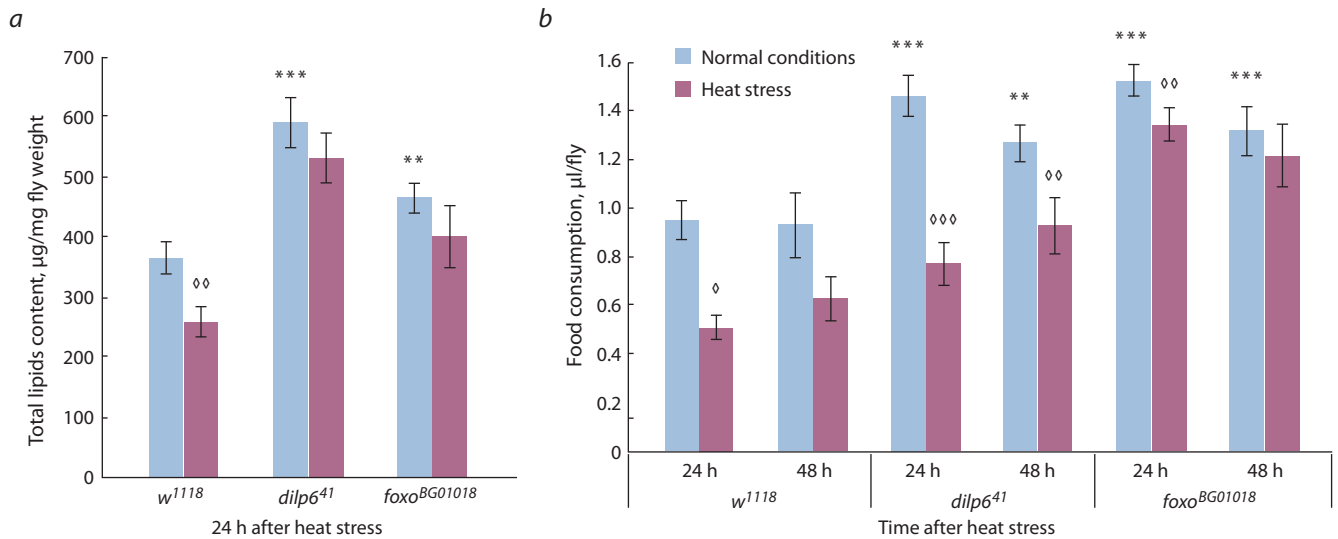 a
700
600
500
400
300
200
100
0
Total lipids content, µg/mg fly weight
***
**
◊◊
w1118 dilp641 foxoBG01018
24 h after heat stress
b
1.6
1.4
1.2
1.0
0.8
0.6
0.4
0.2
0
Food consumption, µl/fly
Normal conditions
Heat stress
◊
***
◊◊◊
**
◊◊
***
◊◊
***
24 h 48 h 24 h 48 h 24 h 48 h
w1118 dilp641 foxoBG01018
Time after heat stress